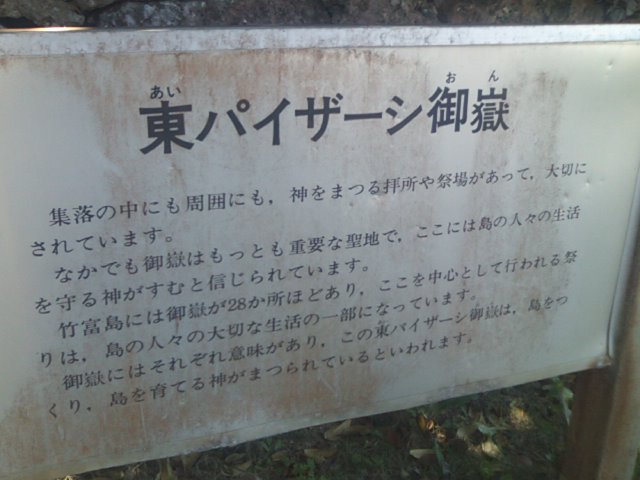 あい おん
東パイザーシ御嶽
集落の中にも周囲にも，神をまつる拝所や祭場があって，大切に
されています。
なかでも御嶽はもっとも重要な聖地で，ここには島の人々の生活
を守る神がすむと信じられています。
竹富島には御嶽が28か所ほどあり，ここを中心として行われる祭
りは，島の人々の大切な生活の一部になっています。
御嶽にはそれぞれ意味があり，この東パイザーシ御嶽は，島をつ
くり，島を育てる神がまつられているといわれます。